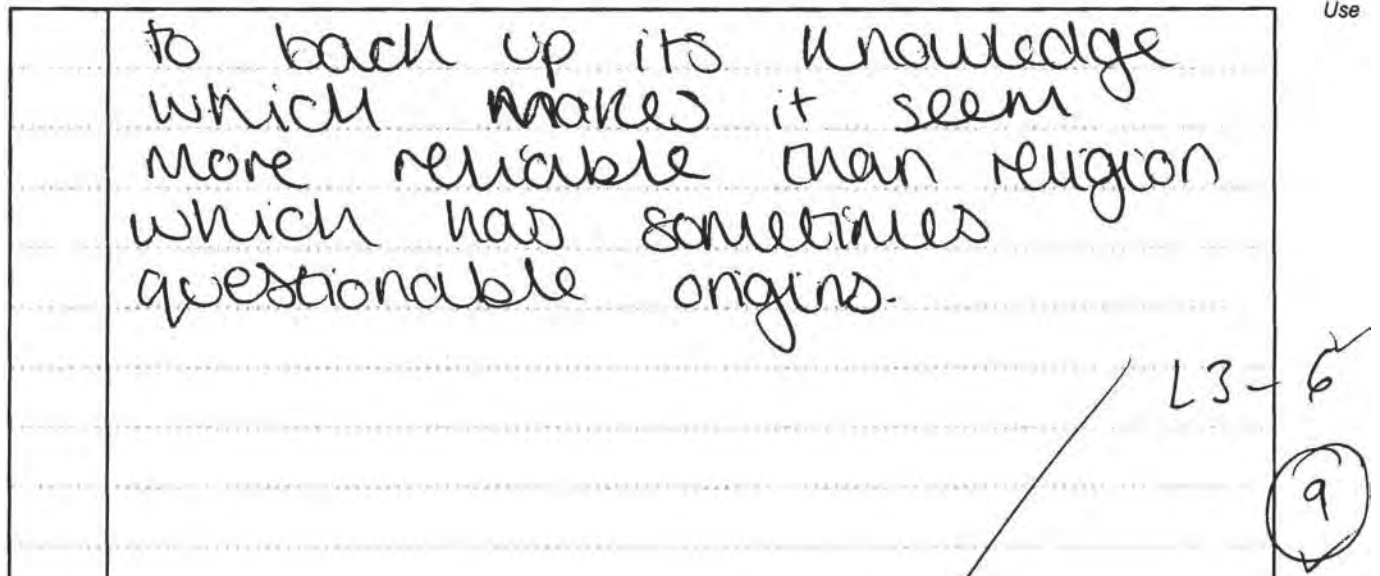 Use
to back up its knowledge
which makes it seem
more reliable than religion
which has sometimes
questionable origins.
L3 - 6
9